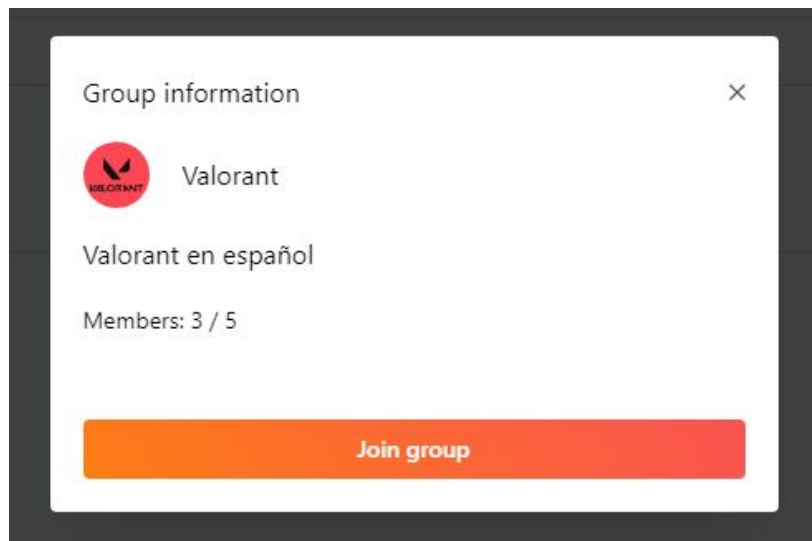 Group information
VALORANT
Valorant
Valorant en español
Members: 3 / 5
Join group